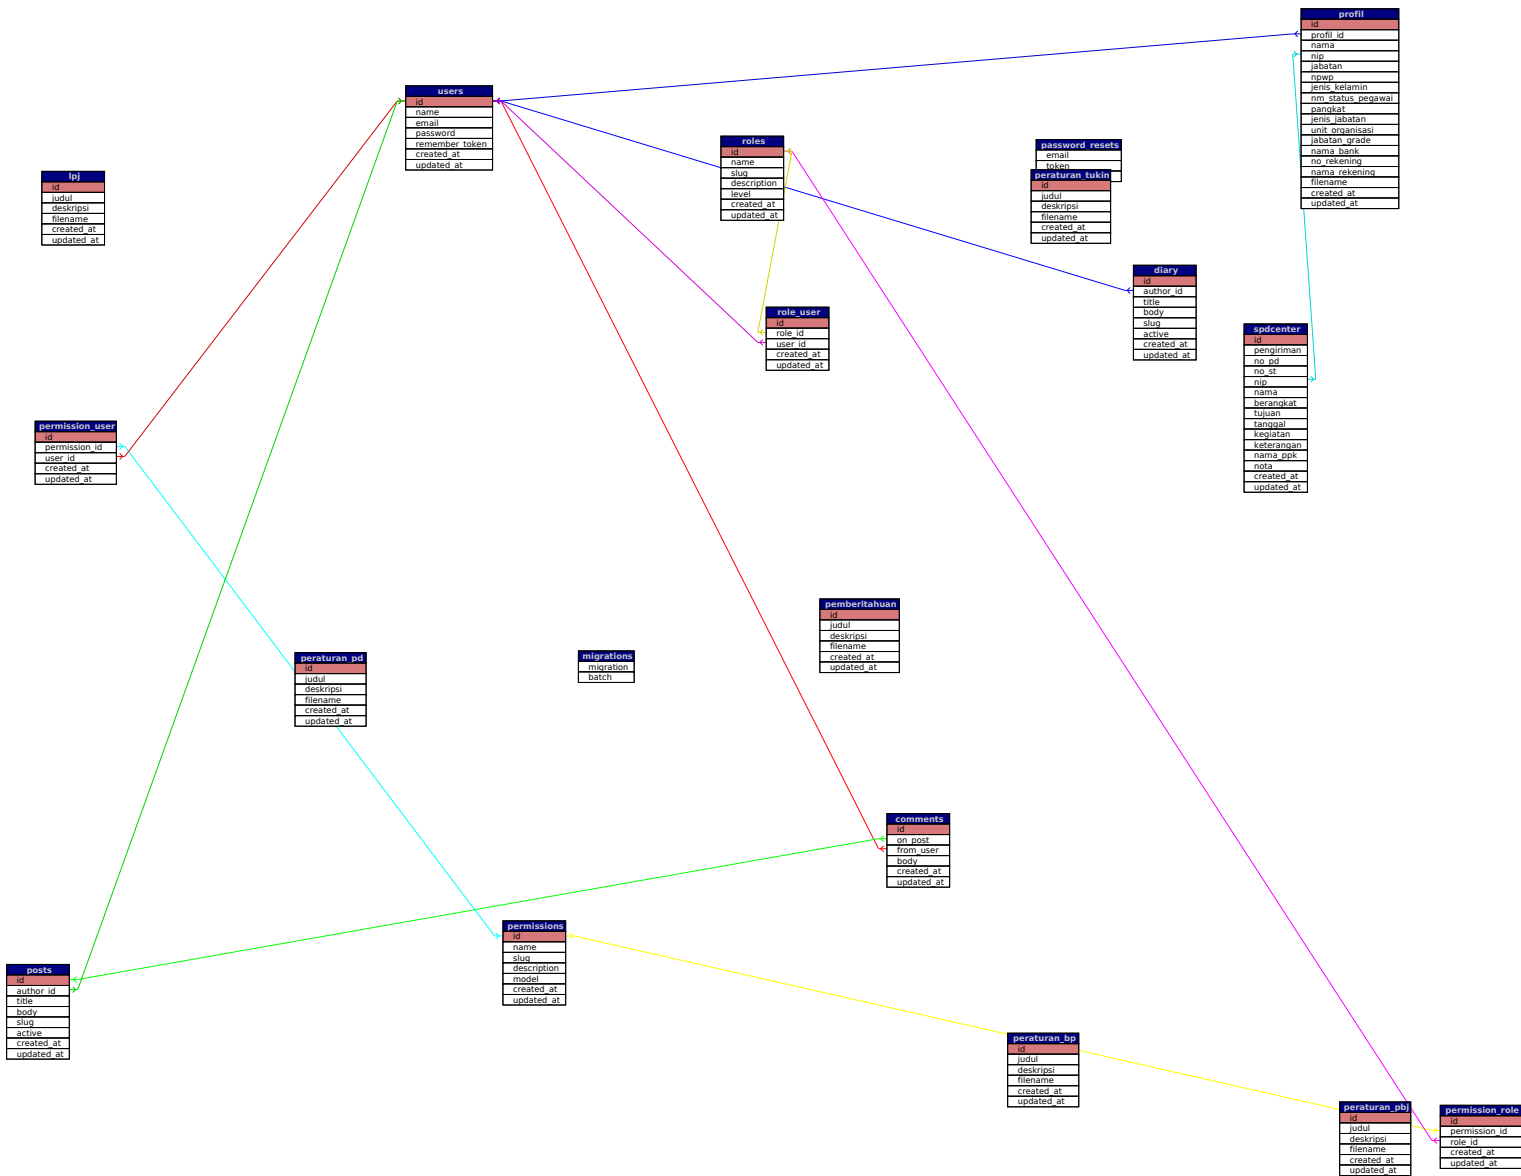 profil
id
profil_id
nama
nip
jabatan
npwp
jenis_kelamin
nm_status_pegawai
pangkat
jenis_jabatan
unit_organisasi
jabatan_grade
nama_bank
no_rekening
nama_rekening
filename
created_at
updated_at
users
id
name
email
password
remember_token
created_at
updated_at
roles
id
name
slug
description
level
created_at
updated_at
password_resets
email
token
peraturan_tukin
id
judul
deskripsi
filename
created_at
updated_at
lpj
id
judul
deskripsi
filename
created_at
updated_at
diary
id
author_id
title
body
slug
active
created_at
updated_at
role_user
id
role_id
user_id
created_at
updated_at
spdcenter
id
pengiriman
no_pd
no_st
nip
nama
berangkat
tujuan
tanggal
kegiatan
keterangan
nama_ppk
nota
created_at
updated_at
permission_user
id
permission_id
user_id
created_at
updated_at
pemberitahuan
id
judul
deskripsi
filename
created_at
updated_at
peraturan_pd
id
judul
deskripsi
filename
created_at
updated_at
migrations
migration
batch
comments
id
on_post
from_user
body
created_at
updated_at
permissions
id
name
slug
description
model
created_at
updated_at
posts
id
author_id
title
body
slug
active
created_at
updated_at
peraturan_bp
id
judul
deskripsi
filename
created_at
updated_at
peraturan_pbj
id
judul
deskripsi
filename
created_at
updated_at
permission_role
id
permission_id
role_id
created_at
updated_at